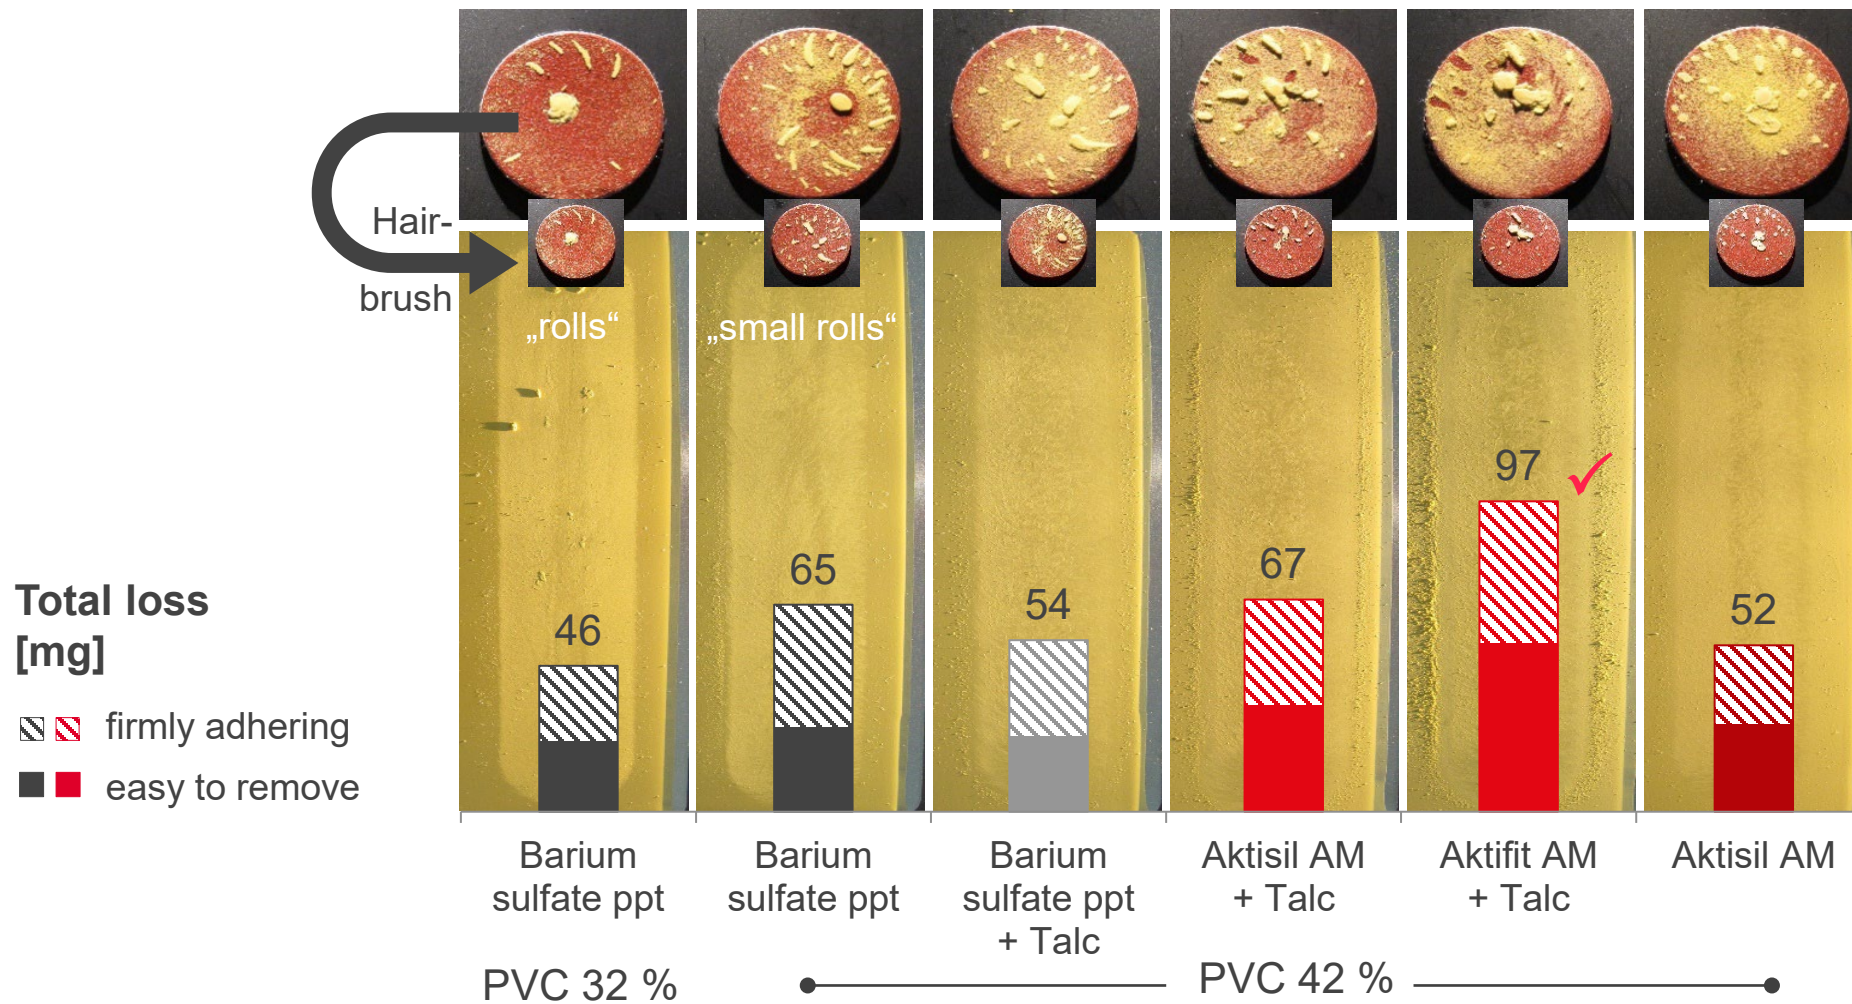 Hair-
brush
„rolls“
„small rolls“
97
67
65
54
52
46
Total loss
[mg]
firmly adhering
easy to remove
Barium
sulfate ppt
Barium
sulfate ppt
Barium
sulfate ppt
+ Talc
Aktisil AM
+ Talc
Aktifit AM
+ Talc
Aktisil AM
PVC 32 %
PVC 42 %